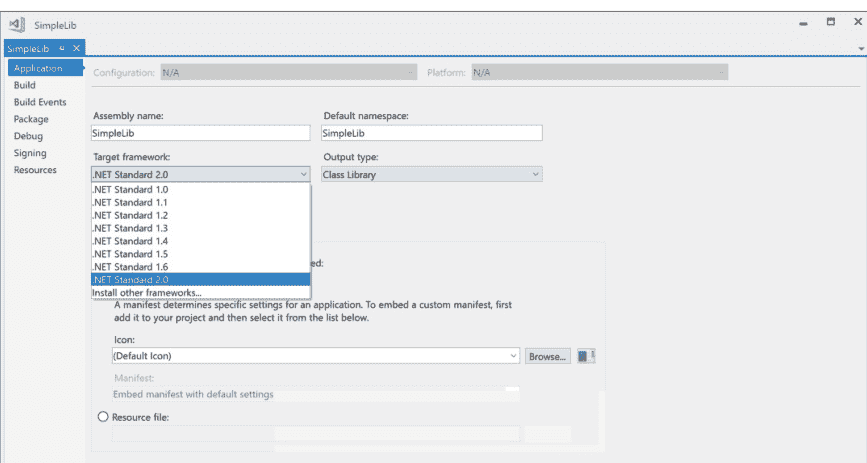 SimpleLib
SimpleLib
Application
Build
Build Events
Package
Debug
Signing
Resources
Configuration: N/A Platform: N/A
Assembly name: Default namespace:
SimpleLib SimpleLib
Target framework: Output type:
.NET Standard 2.0 Class Library
.NET Standard 1.0
.NET Standard 1.1
.NET Standard 1.2
.NET Standard 1.3
.NET Standard 1.4
.NET Standard 1.5
.NET Standard 1.6
.NET Standard 2.0
Install other frameworks...
ed:
A manifest determines specific settings for an application. To embed a custom manifest, first
add it to your project and then select it from the list below.
Icon:
(Default Icon) Browse...
Manifest:
Embed manifest with default settings
Resource file: